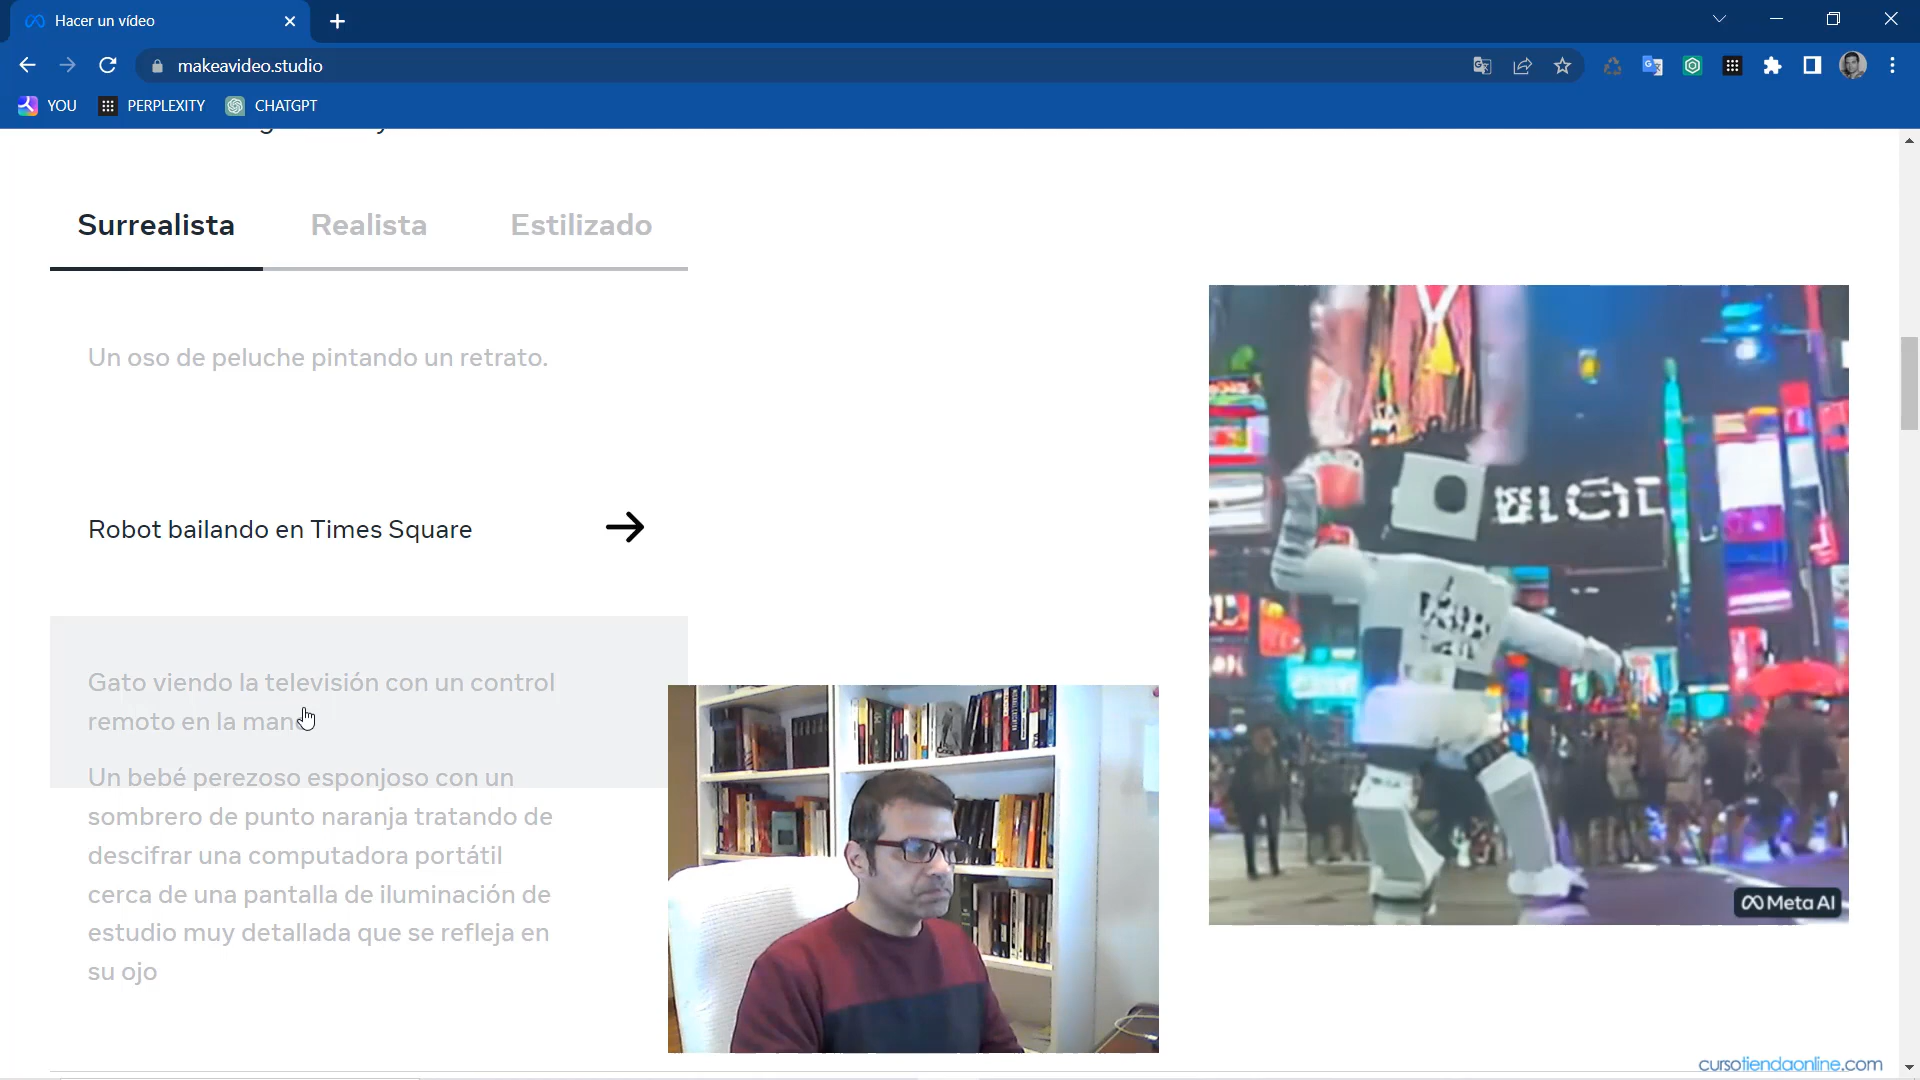 Hacer un vídeo
makeavideo.studio
YOU
PERPLEXITY
CHATGPT
Surrealista
Realista
Estilizado
Un oso de peluche pintando un retrato.
Robot bailando en Times Square
Gato viendo la televisión con un control
remoto en la mano
Un bebé perezoso esponjoso con un
sombrero de punto naranja tratando de
descifrar una computadora portátil
cerca de una pantalla de iluminación de
estudio muy detallada que se refleja en
su ojo
Meta AI
cursotiendaonline.com